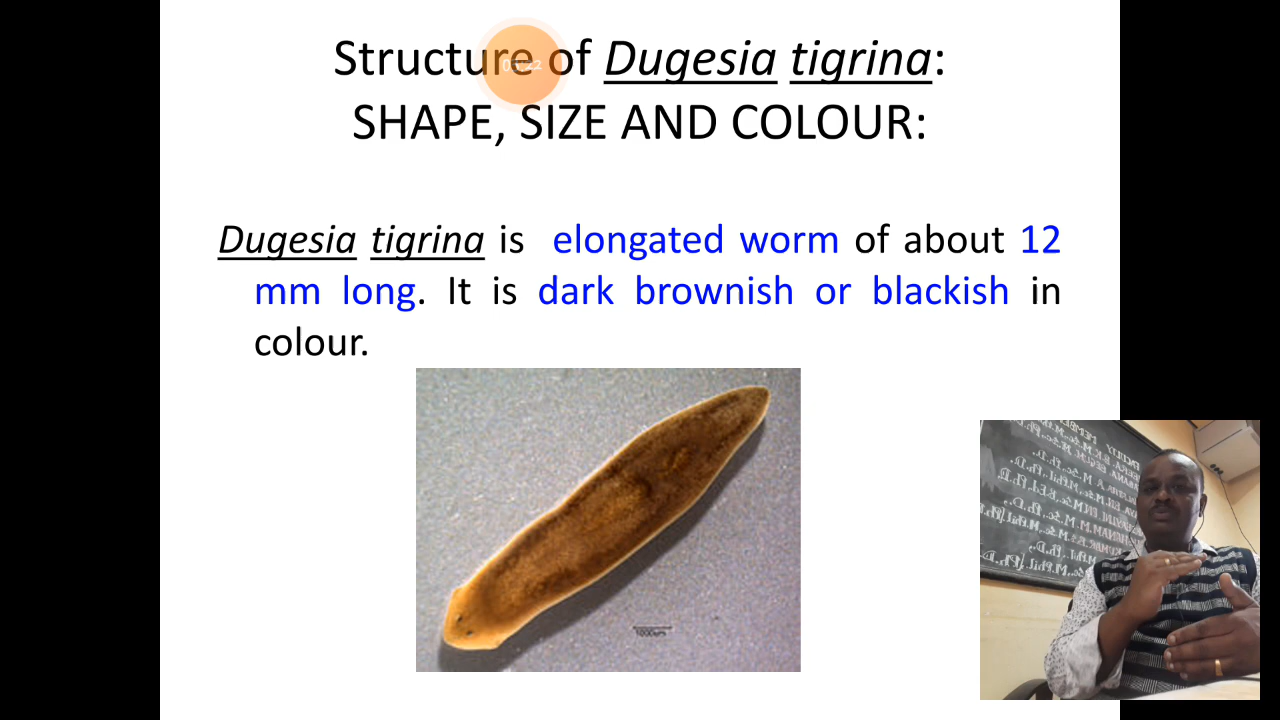 Structure of Dugesia tigrina:
SHAPE, SIZE AND COLOUR:
Dugesia tigrina is elongated worm of about 12
mm long. It is dark brownish or blackish in
colour.
1000µm